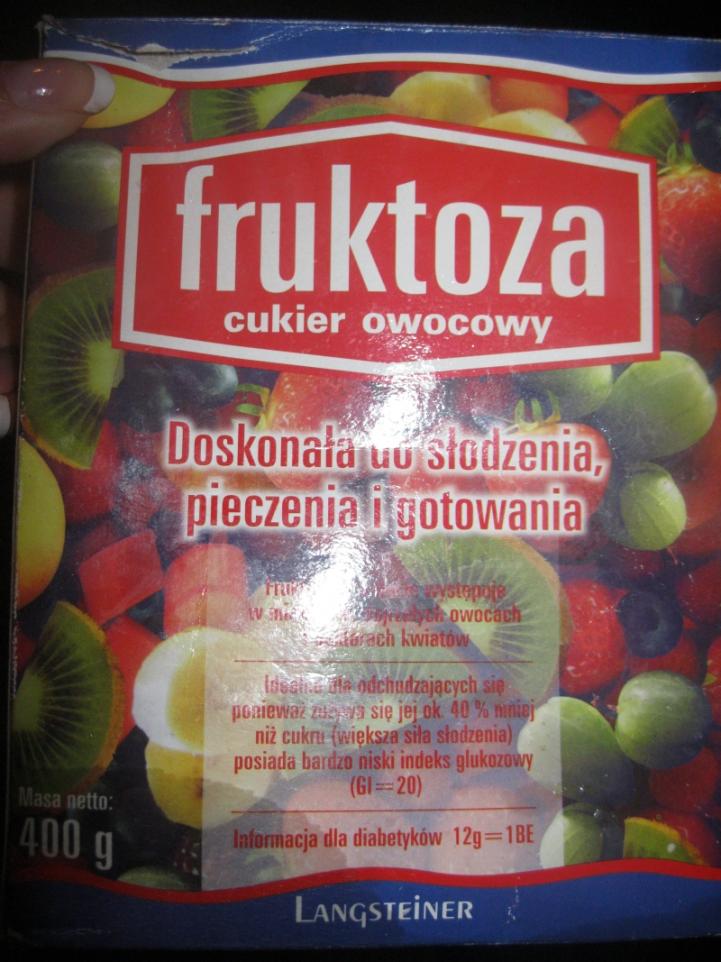 fruktoza
cukier owocowy
Doskonała do słodzenia,
pieczenia i gotowania
występuje
w owocach
kwiatów
Idealna dla odchudzających się
ponieważ zużywa się jej ok. 40 % mniej
niż cukru (większa siła słodzenia)
posiada bardzo niski indeks glukozowy
(GI=20)
Informacja dla diabetyków 12g=1BE
Masa netto:
400 g
LANGSTEINER